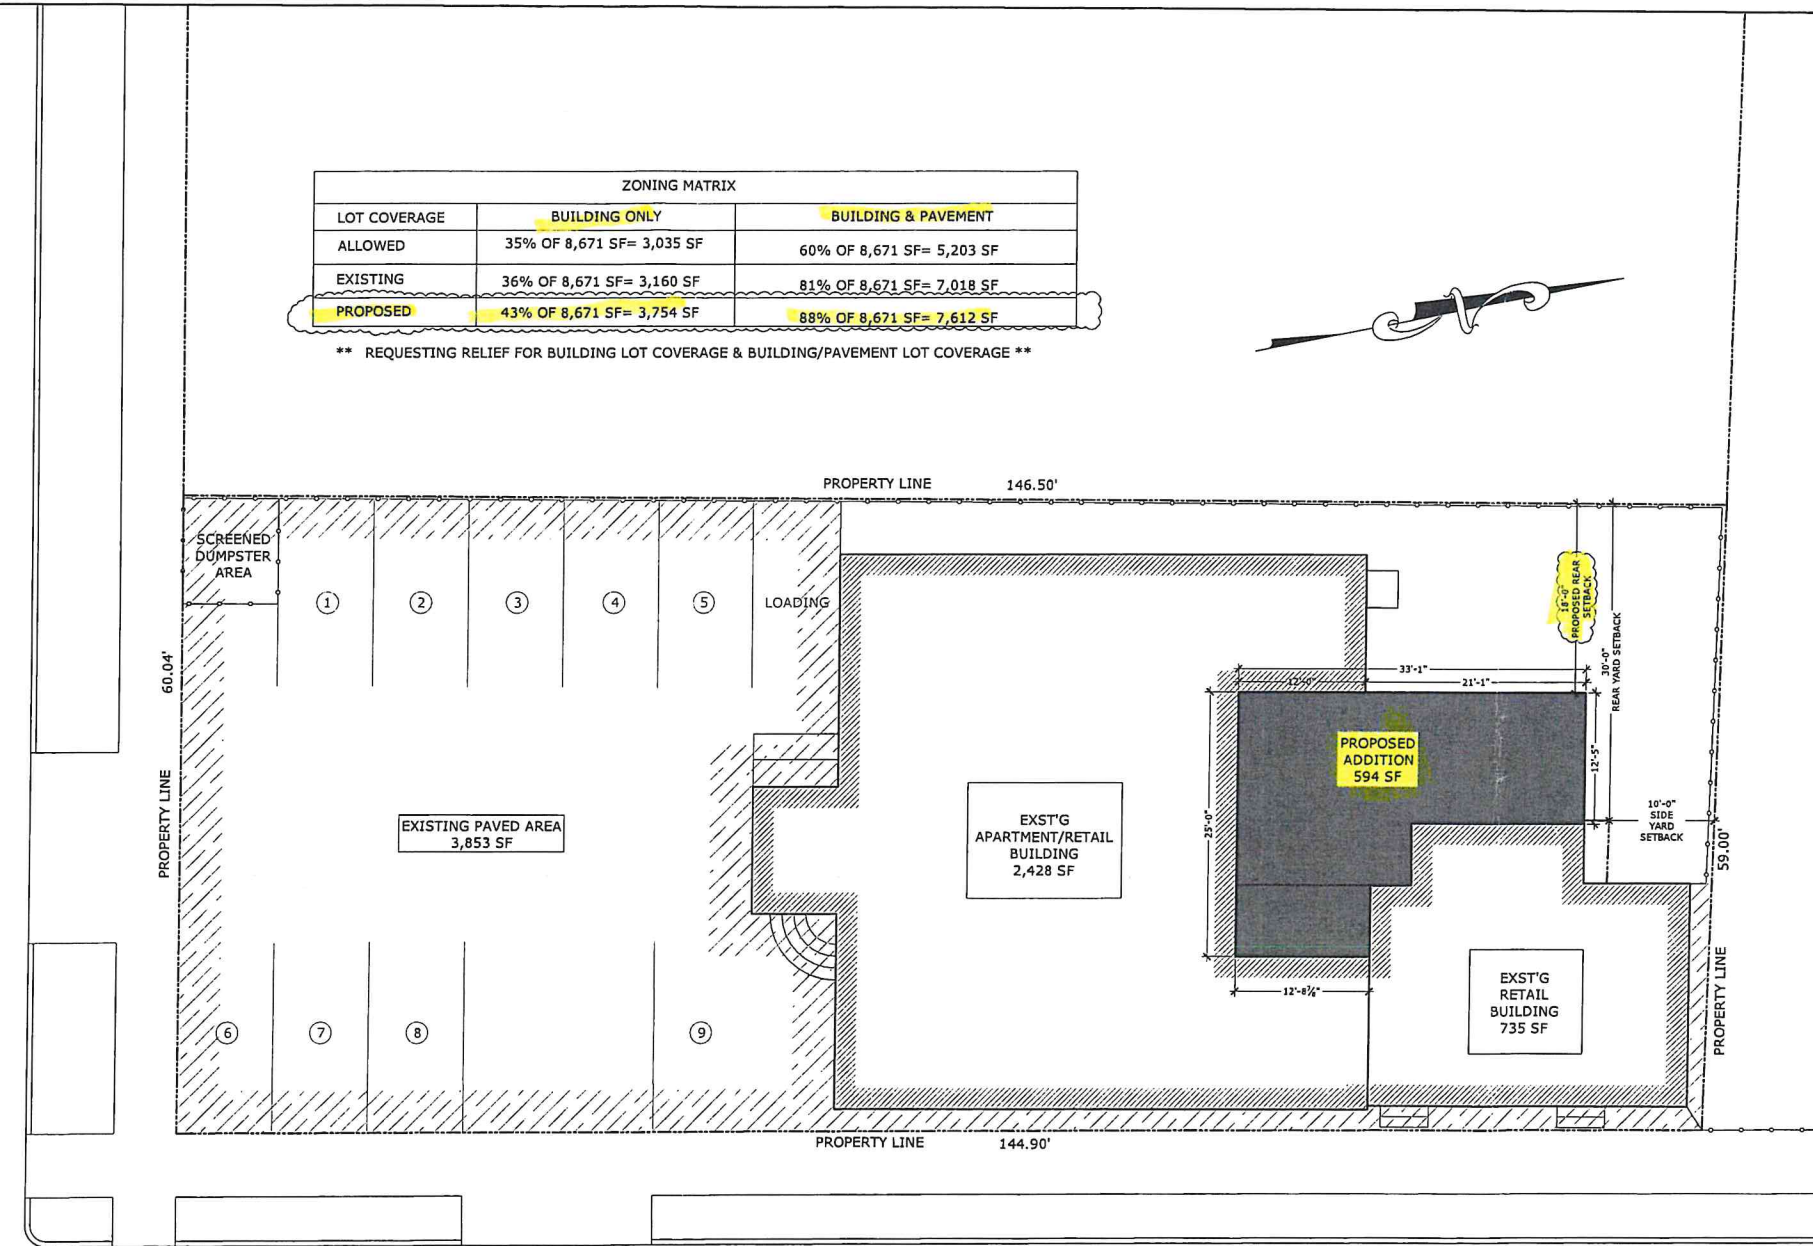 ZONING MATRIX
LOT COVERAGE BUILDING ONLY BUILDING & PAVEMENT
ALLOWED 35% OF 8,671 SF= 3,035 SF 60% OF 8,671 SF= 5,203 SF
EXISTING 36% OF 8,671 SF= 3,160 SF 81% OF 8,671 SF= 7,018 SF
PROPOSED 43% OF 8,671 SF= 3,754 SF 88% OF 8,671 SF= 7,612 SF
** REQUESTING RELIEF FOR BUILDING LOT COVERAGE & BUILDING/PAVEMENT LOT COVERAGE **
N
PROPERTY LINE 146.50'
SCREENED
DUMPSTER
AREA
1 2 3 4 5 LOADING
18'-0"
PROPOSED REAR
SETBACK
30'-0"
REAR YARD SETBACK
60.04'
PROPERTY LINE
33'-1"
12'-0" 21'-1"
PROPOSED
ADDITION
594 SF
12'-5"
25'-0"
10'-0"
SIDE
YARD
SETBACK
59.00'
PROPERTY LINE
EXISTING PAVED AREA
3,853 SF
EXST'G
APARTMENT/RETAIL
BUILDING
2,428 SF
12'-8⅞"
EXST'G
RETAIL
BUILDING
735 SF
6 7 8 9
PROPERTY LINE 144.90'